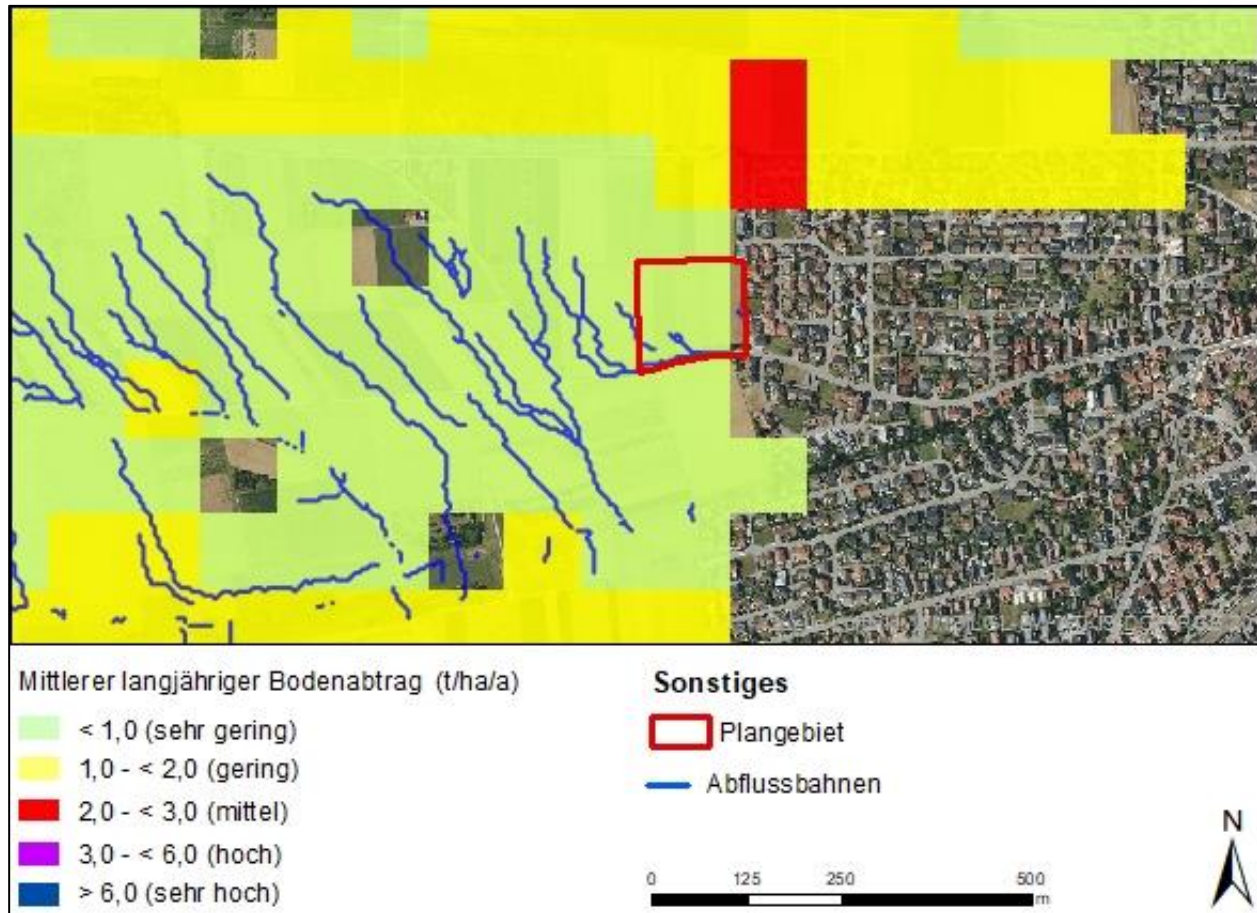 Mittlerer langjähriger Bodenabtrag (t/ha/a)
< 1,0 (sehr gering)
1,0 - < 2,0 (gering)
2,0 - < 3,0 (mittel)
3,0 - < 6,0 (hoch)
> 6,0 (sehr hoch)
Sonstiges
Plangebiet
Abflussbahnen
N
0 125 250 500
m